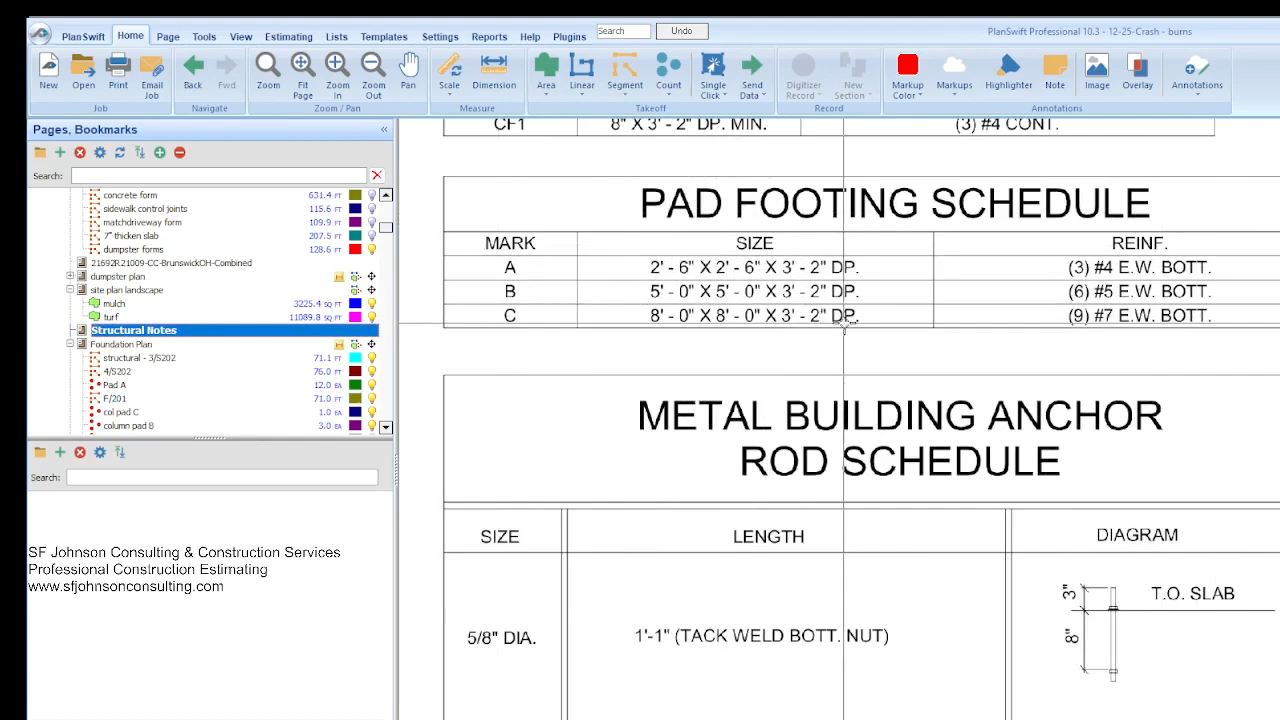 Search
Undo
PlanSwift Professional 10.3 - 12-25-Crash - burns
PlanSwift
Home
Page
Tools
View
Estimating
Lists
Templates
Settings
Reports
Help
Plugins
New
Open
Print
Email Job
Back
Fwd
Zoom
Fit Page
Zoom In
Zoom Out
Pan
Scale
Dimension
Area
Linear
Segment
Count
Single Click
Send Data
Digitizer Record
New Section
Markup Color
Markups
Highlighter
Note
Image
Overlay
Annotations
Job
Navigate
Zoom / Pan
Measure
Takeoff
Record
Annotations
Pages, Bookmarks
Search:
concrete form 631.4 FT
sidewalk control joints 115.6 FT
matchdriveway form 109.9 FT
7" thicken slab 207.5 FT
dumpster forms 128.6 FT
21692R21009-CC-BrunswickOH-Combined
dumpster plan
site plan landscape
mulch 3225.4 SQ FT
turf 11089.8 SQ FT
Structural Notes
Foundation Plan
structural - 3/S202 71.1 FT
4/S202 76.0 FT
Pad A 12.0 EA
F/201 71.0 FT
col pad C 1.0 EA
column pad B 3.0 EA
Search:
SF Johnson Consulting & Construction Services
Professional Construction Estimating
www.sfjohnsonconsulting.com
CF1 8" X 3' - 2" DP. MIN. (3) #4 CONT.
PAD FOOTING SCHEDULE
MARK SIZE REINF.
A 2' - 6" X 2' - 6" X 3' - 2" DP. (3) #4 E.W. BOTT.
B 5' - 0" X 5' - 0" X 3' - 2" DP. (6) #5 E.W. BOTT.
C 8' - 0" X 8' - 0" X 3' - 2" DP. (9) #7 E.W. BOTT.
METAL BUILDING ANCHOR
ROD SCHEDULE
SIZE LENGTH DIAGRAM
3" T.O. SLAB
5/8" DIA. 1'-1" (TACK WELD BOTT. NUT) 8"